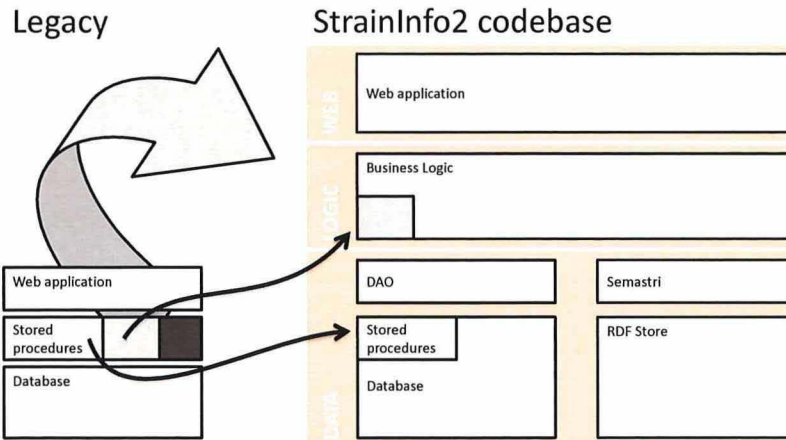 Legacy
StrainInfo2 codebase
WEB
Web application
LOGIC
Business Logic
Web application
Stored
procedures
Database
DATA
DAO
Semastri
Stored
procedures
Database
RDF Store